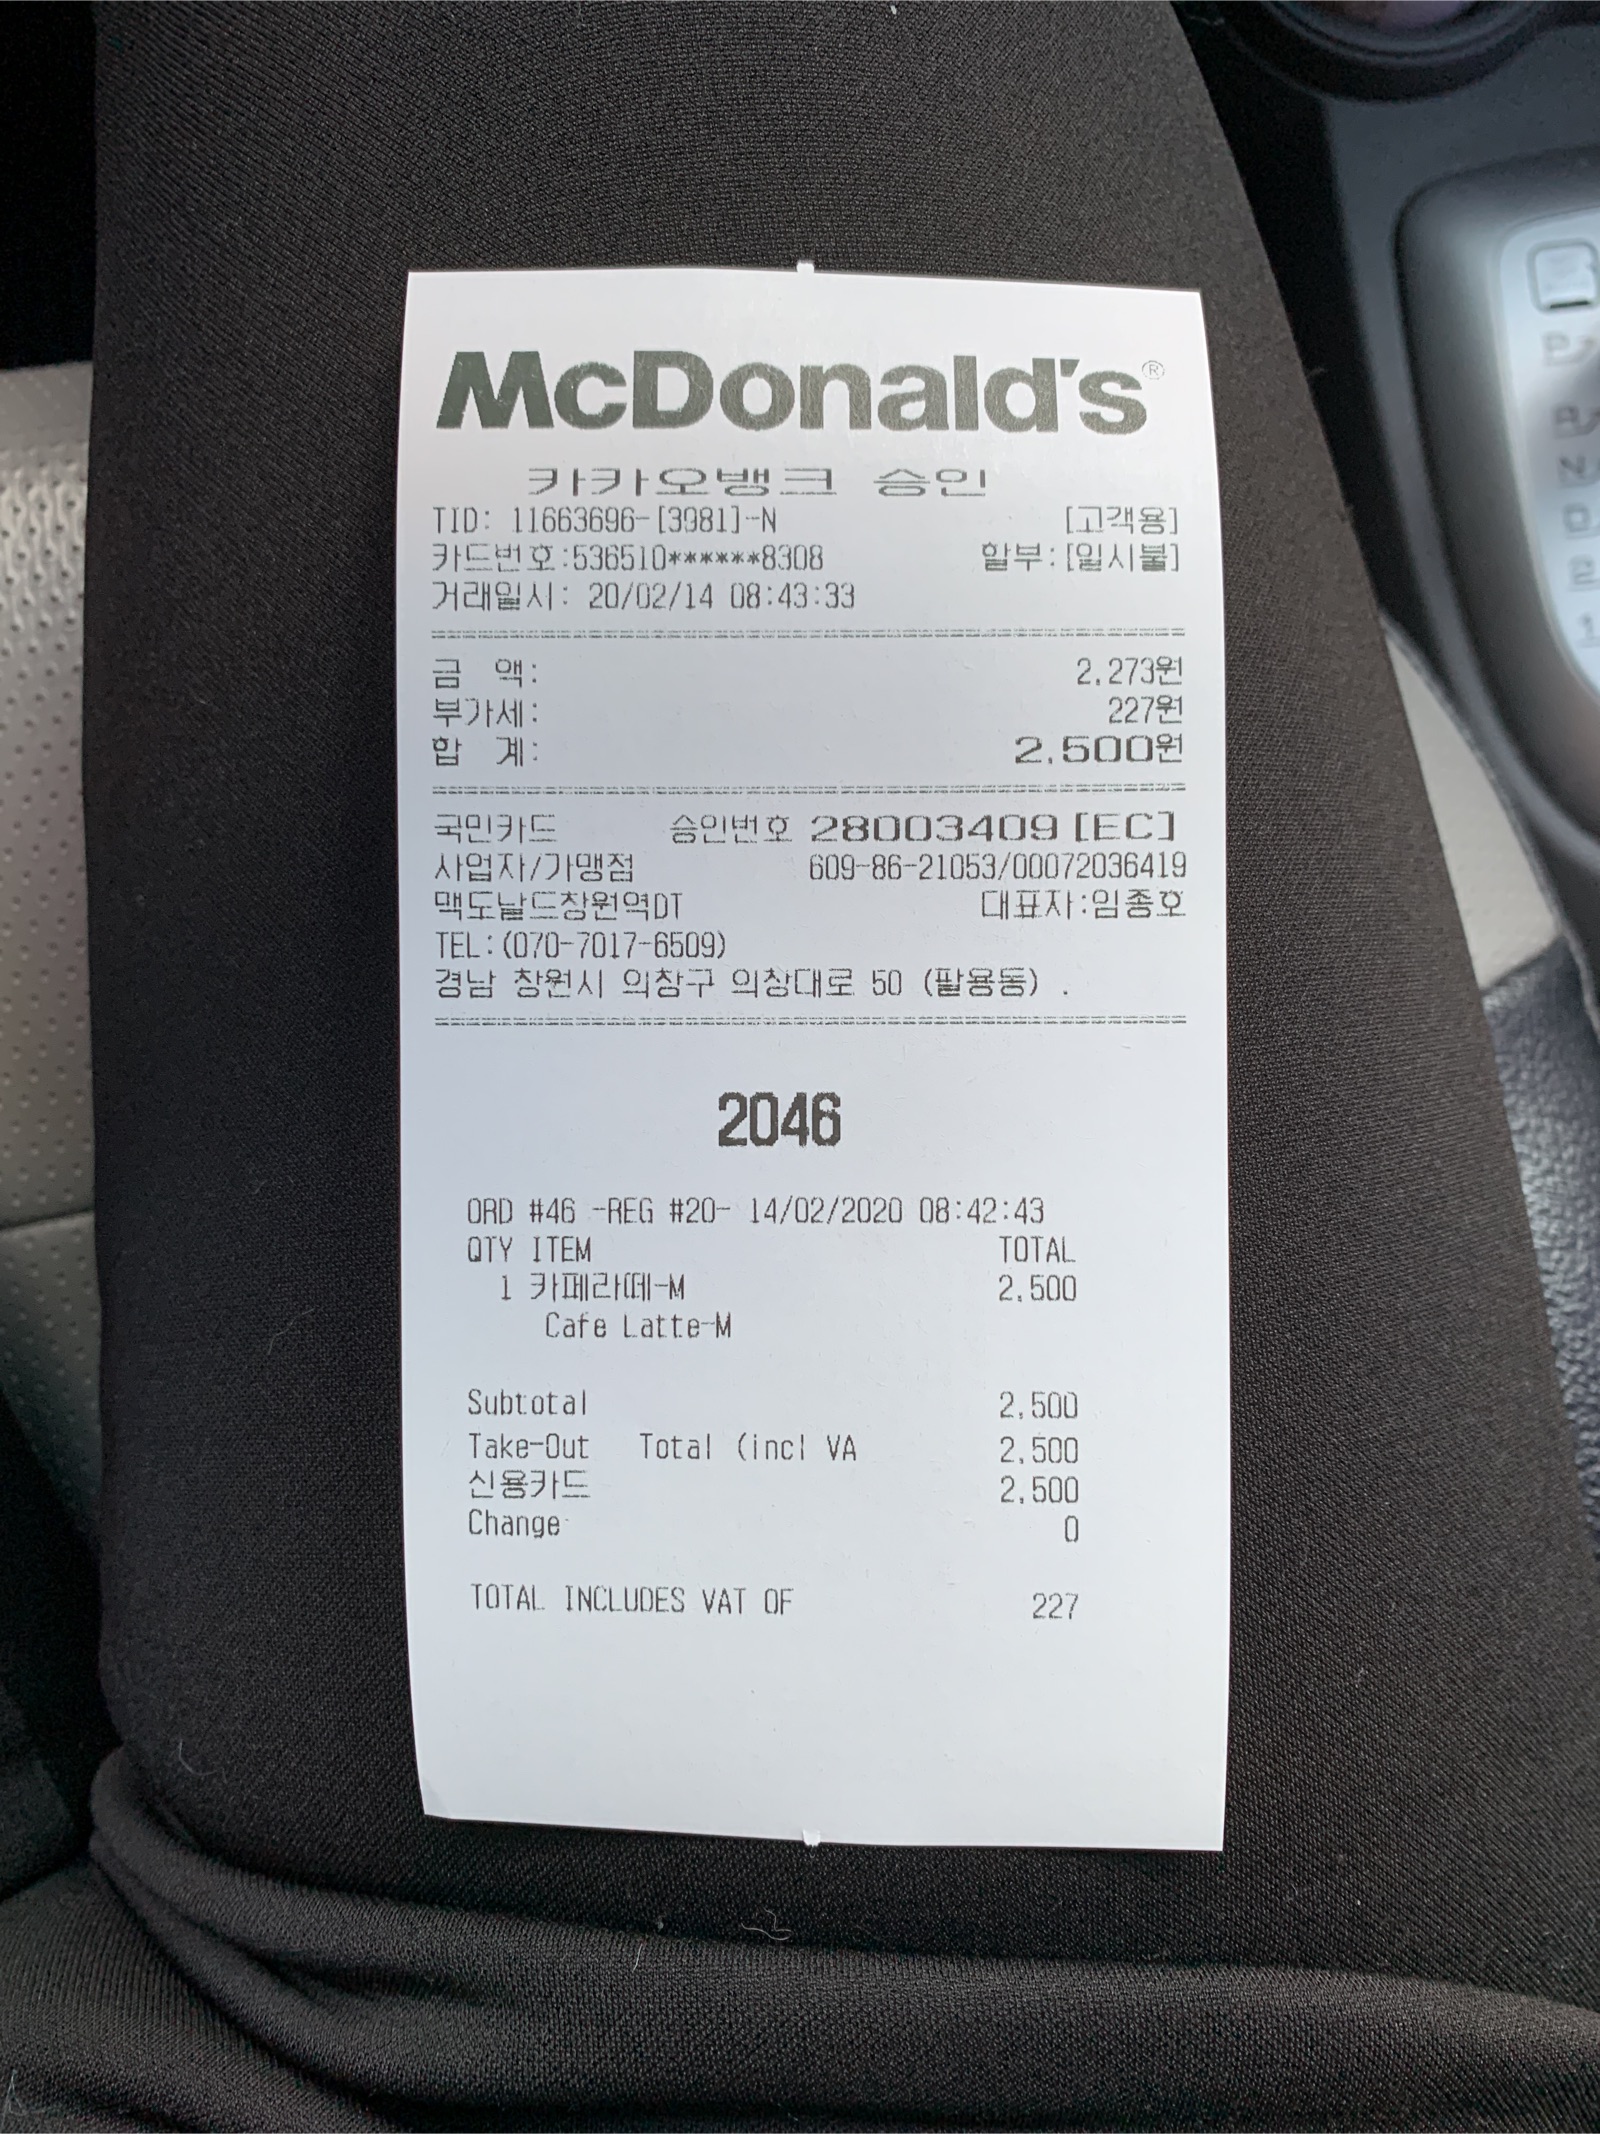 McDonald's®
카카오뱅크 승인
TID: 11663696-[3981]-N [고객용]
카드번호:536510******8308 할부:[일시불]
거래일시: 20/02/14 08:43:33
금 액: 2,273원
부가세: 227원
합 계: 2,500원
국민카드 승인번호 28003409 [EC]
사업자/가맹점 609-86-21053/00072036419
맥도날드창원역DT 대표자:임종호
TEL:(070-7017-6509)
경남 창원시 의창구 의창대로 50 (팔용동) .
2046
ORD #46 -REG #20- 14/02/2020 08:42:43
QTY ITEM TOTAL
1 카페라떼-M 2,500
Cafe Latte-M
Subtotal 2,500
Take-Out Total (incl VA 2,500
신용카드 2,500
Change 0
TOTAL INCLUDES VAT OF 227
P
R
N
D
2
1